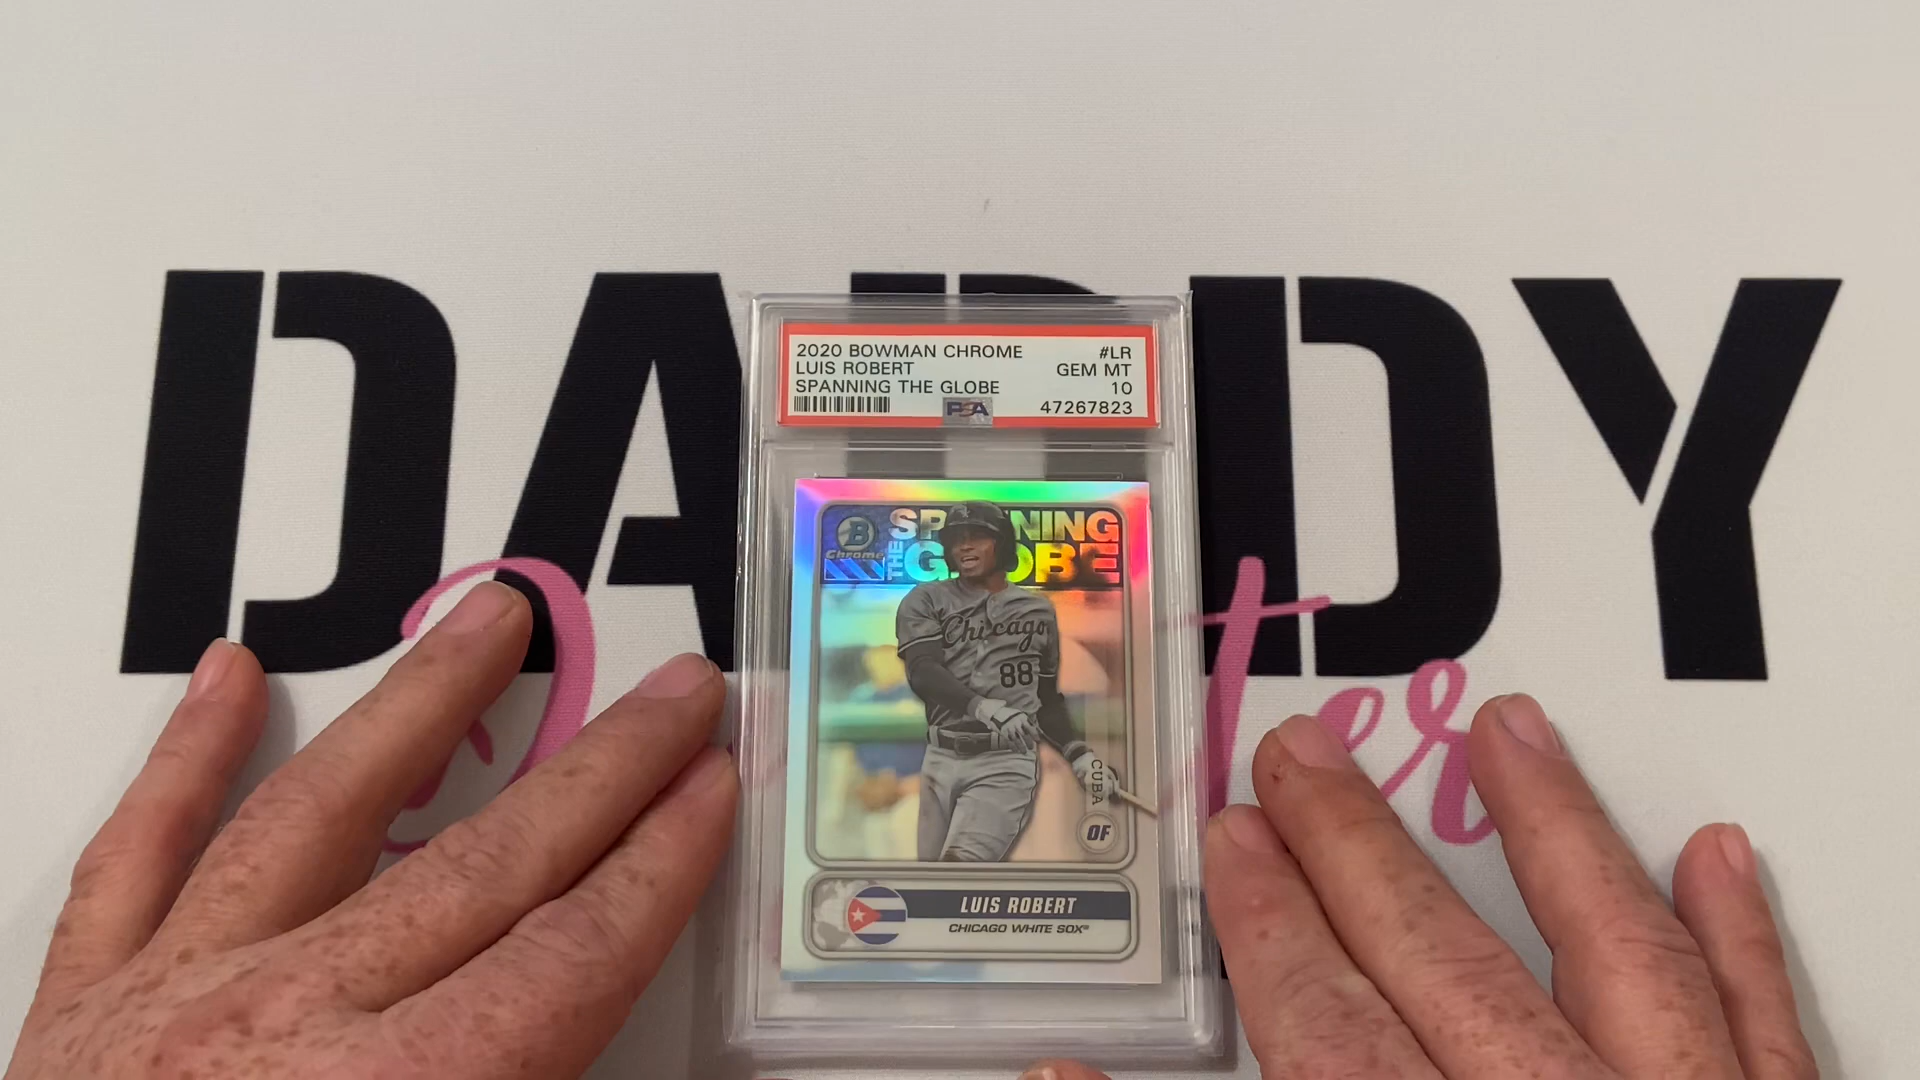 DADDY
2020 BOWMAN CHROME #LR
LUIS ROBERT GEM MT
SPANNING THE GLOBE 10
PSA 47267823
B
Chrome
SPANNING
THE GLOBE
Chicago
88
CUBA
OF
LUIS ROBERT
CHICAGO WHITE SOX®